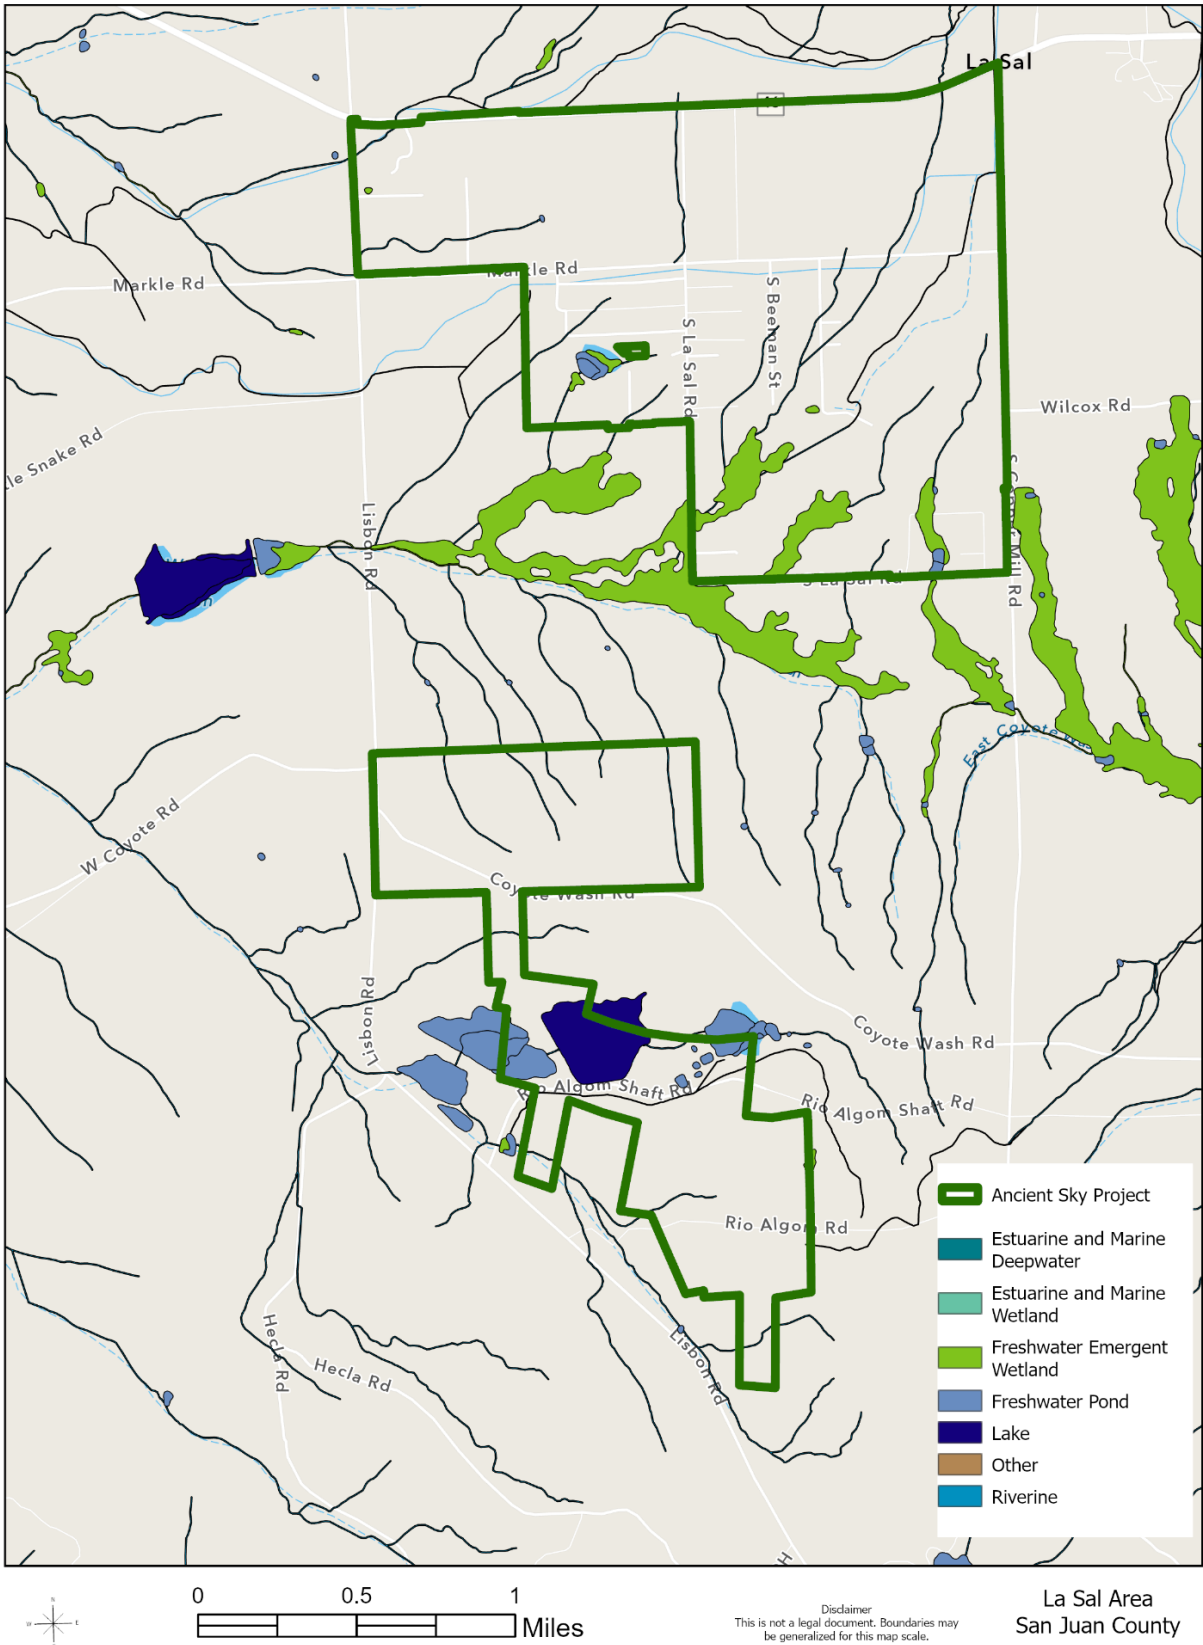 La Sal
Markle Rd
Markle Rd
S Beeman St
S La Sal Rd
Wilcox Rd
le Snake Rd
Lisbon Rd
S La Sal Rd
Mill Rd
East Coyote Wa
W Coyote Rd
Coyote Wash Rd
Lisbon Rd
Coyote Wash Rd
Rio Algom Shaft Rd
Rio Algom Shaft Rd
Rio Algom Rd
Hecla Rd
Hecla Rd
Lisbon Rd
H
Ancient Sky Project
Estuarine and Marine
Deepwater
Estuarine and Marine
Wetland
Freshwater Emergent
Wetland
Freshwater Pond
Lake
Other
Riverine
N
W E
S
0 0.5 1
Miles
Disclaimer
This is not a legal document. Boundaries may
be generalized for this map scale.
La Sal Area
San Juan County